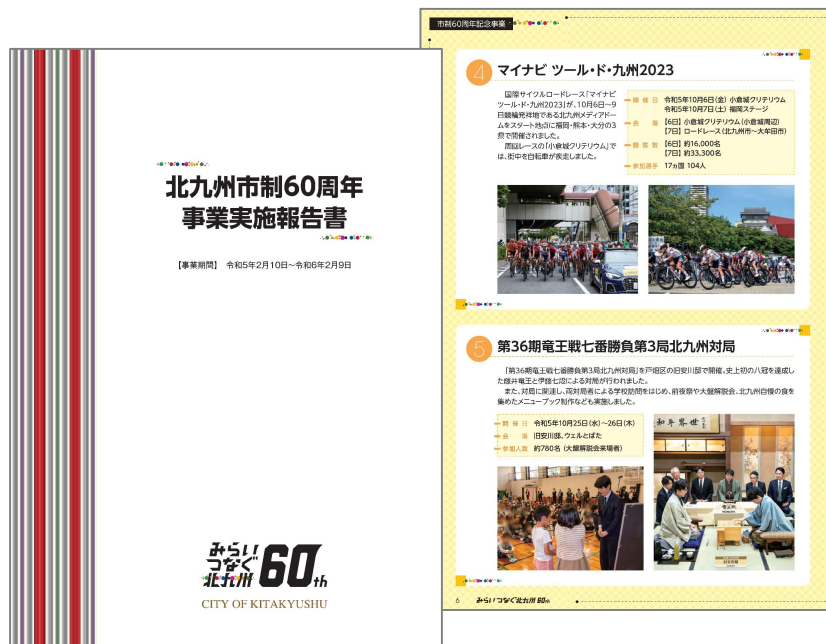 北九州市制60周年
事業実施報告書
【事業期間】 令和5年2月10日~令和6年2月9日
みらい
つなぐ
北九州 60th
CITY OF KITAKYUSHU
市制60周年記念事業
4 マイナビ ツール・ド・九州2023
国際サイクルロードレース「マイナビ
ツール・ド・九州2023」が、10月6日~9
日競輪発祥地である北九州メディアドー
ムをスタート地点に福岡・熊本・大分の3
県で開催されました。
周回レースの「小倉城クリテリウム」で
は、街中を自転車が疾走しました。
開催日 令和5年10月6日(金) 小倉城クリテリウム
令和5年10月7日(土) 福岡ステージ
会場 【6日】 小倉城クリテリウム(小倉城周辺)
【7日】 ロードレース(北九州市~大牟田市)
観客数 【6日】 約16,000名
【7日】 約33,300名
参加選手 17ヵ国 104人
5 第36期竜王戦七番勝負第3局北九州対局
「第36期竜王戦七番勝負第3局北九州対局」を戸畑区の旧安川邸で開催。史上初の八冠を達成し
た藤井竜王と伊藤七段による対局が行われました。
また、対局に関連し、両対局者による学校訪問をはじめ、前夜祭や大盤解説会、北九州自慢の食を
集めたメニューブック制作なども実施しました。
開催日 令和5年10月25日(水)~26日(木)
会場 旧安川邸、ウェルとばた
参加人数 約780名 (大盤解説会来場者)
和平界世
竜王戦
6 みらいつなぐ北九州 60th